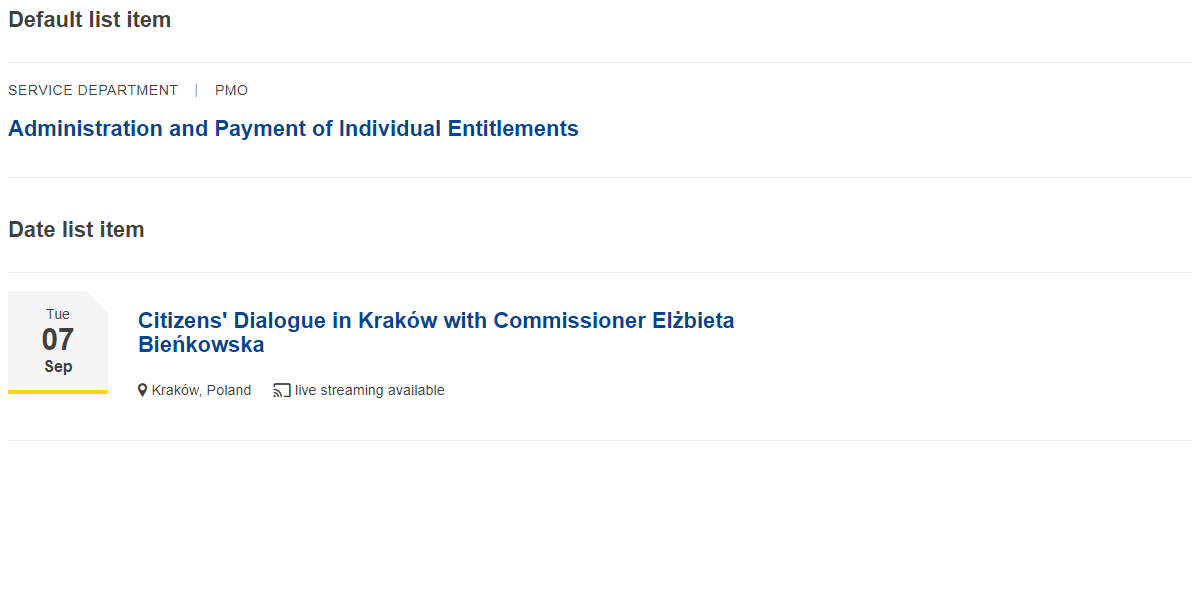 Default list item
SERVICE DEPARTMENT | PMO
Administration and Payment of Individual Entitlements
Date list item
Tue
07
Sep
Citizens' Dialogue in Kraków with Commissioner Elżbieta
Bieńkowska
Kraków, Poland live streaming available